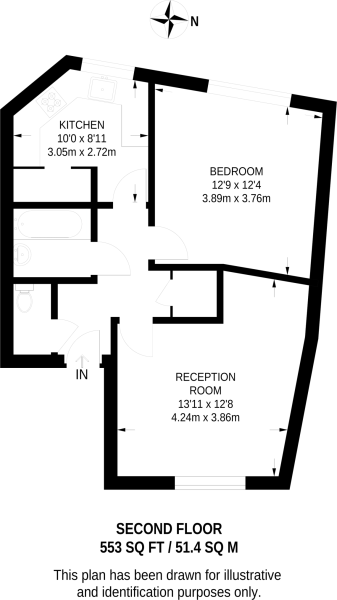 N
KITCHEN
10'0 x 8'11
3.05m x 2.72m
BEDROOM
12'9 x 12'4
3.89m x 3.76m
IN
RECEPTION
ROOM
13'11 x 12'8
4.24m x 3.86m
SECOND FLOOR
553 SQ FT / 51.4 SQ M
This plan has been drawn for illustrative
and identification purposes only.